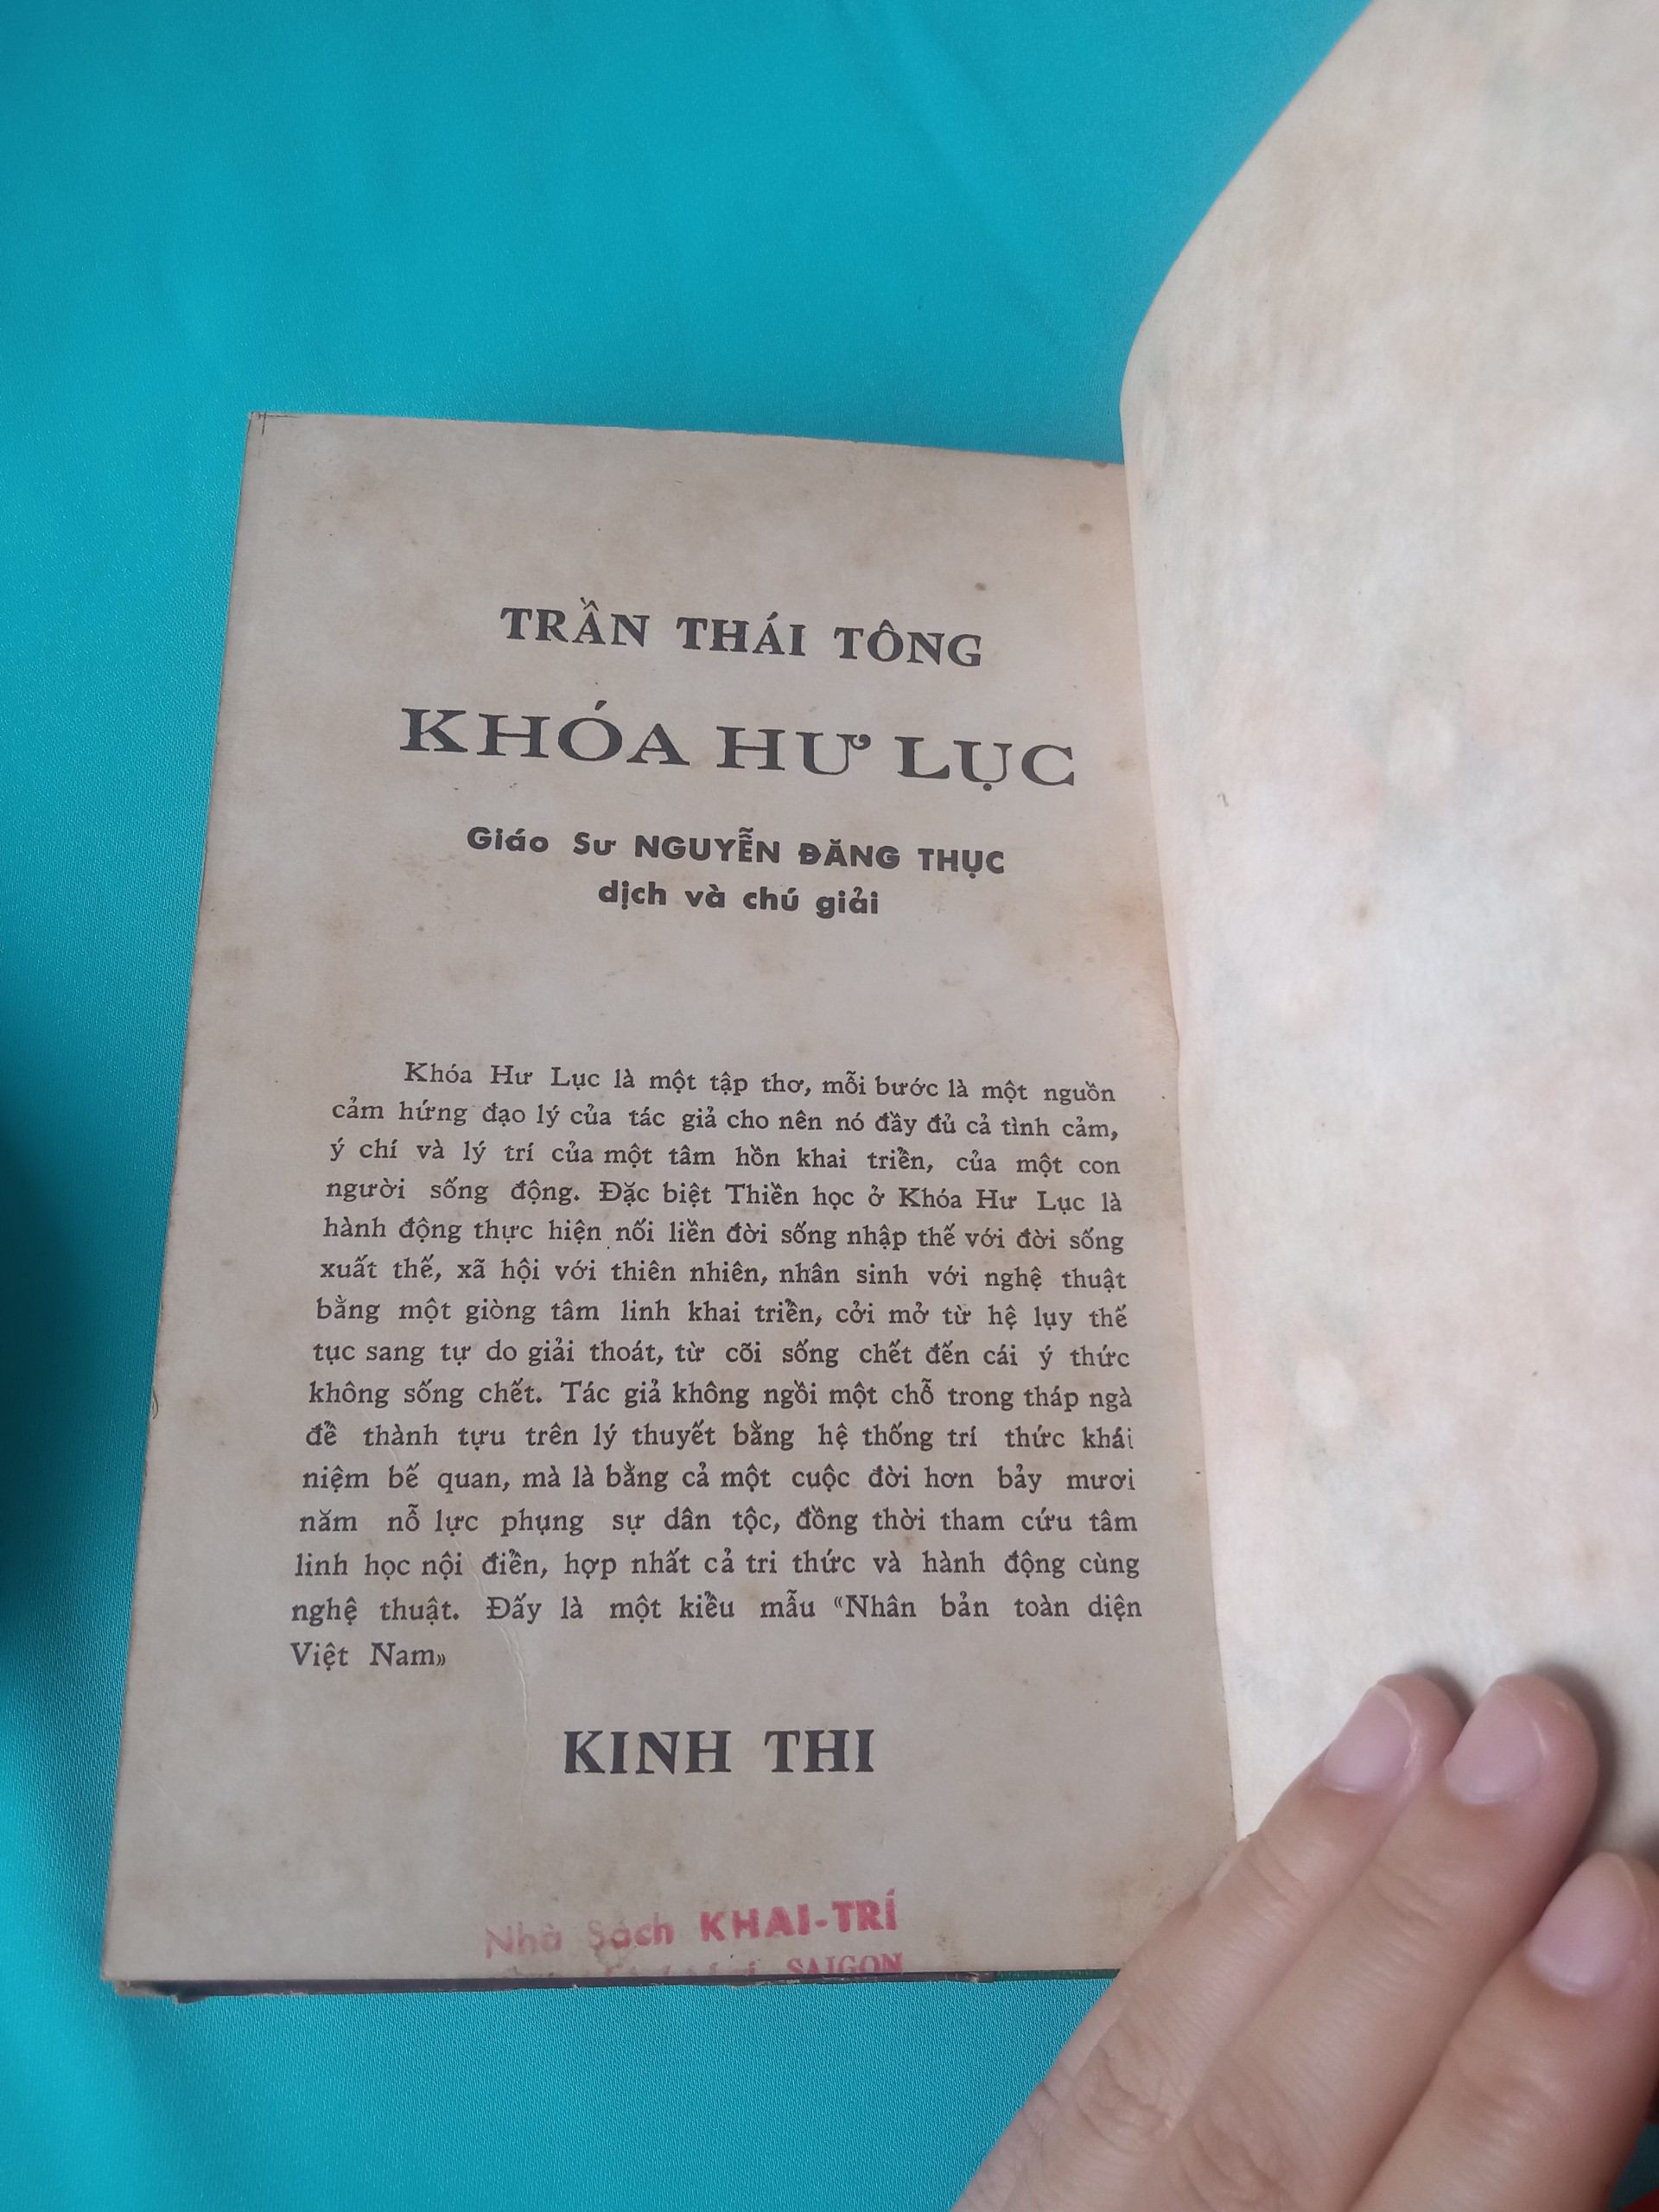 TRẦN THÁI TÔNG
KHÓA HƯ LỤC
Giáo Sư NGUYỄN ĐĂNG THỤC
dịch và chú giải
Khóa Hư Lục là một tập thơ, mỗi bước là một nguồn
cảm hứng đạo lý của tác giả cho nên nó đầy đủ cả tình cảm,
ý chí và lý trí của một tâm hồn khai triển, của một con
người sống động. Đặc biệt Thiền học ở Khóa Hư Lục là
hành động thực hiện nối liền đời sống nhập thế với đời sống
xuất thế, xã hội với thiên nhiên, nhân sinh với nghệ thuật
bằng một giòng tâm linh khai triển, cởi mở từ hệ lụy thế
tục sang tự do giải thoát, từ cõi sống chết đến cái ý thức
không sống chết. Tác giả không ngồi một chỗ trong tháp ngà
để thành tựu trên lý thuyết bằng hệ thống trí thức khái
niệm bế quan, mà là bằng cả một cuộc đời hơn bảy mươi
năm nỗ lực phụng sự dân tộc, đồng thời tham cứu tâm
linh học nội điển, hợp nhất cả tri thức và hành động cùng
nghệ thuật. Đấy là một kiểu mẫu «Nhân bản toàn diện
Việt Nam»
KINH THI
Nhà Sách KHAI-TRÍ
SAIGON